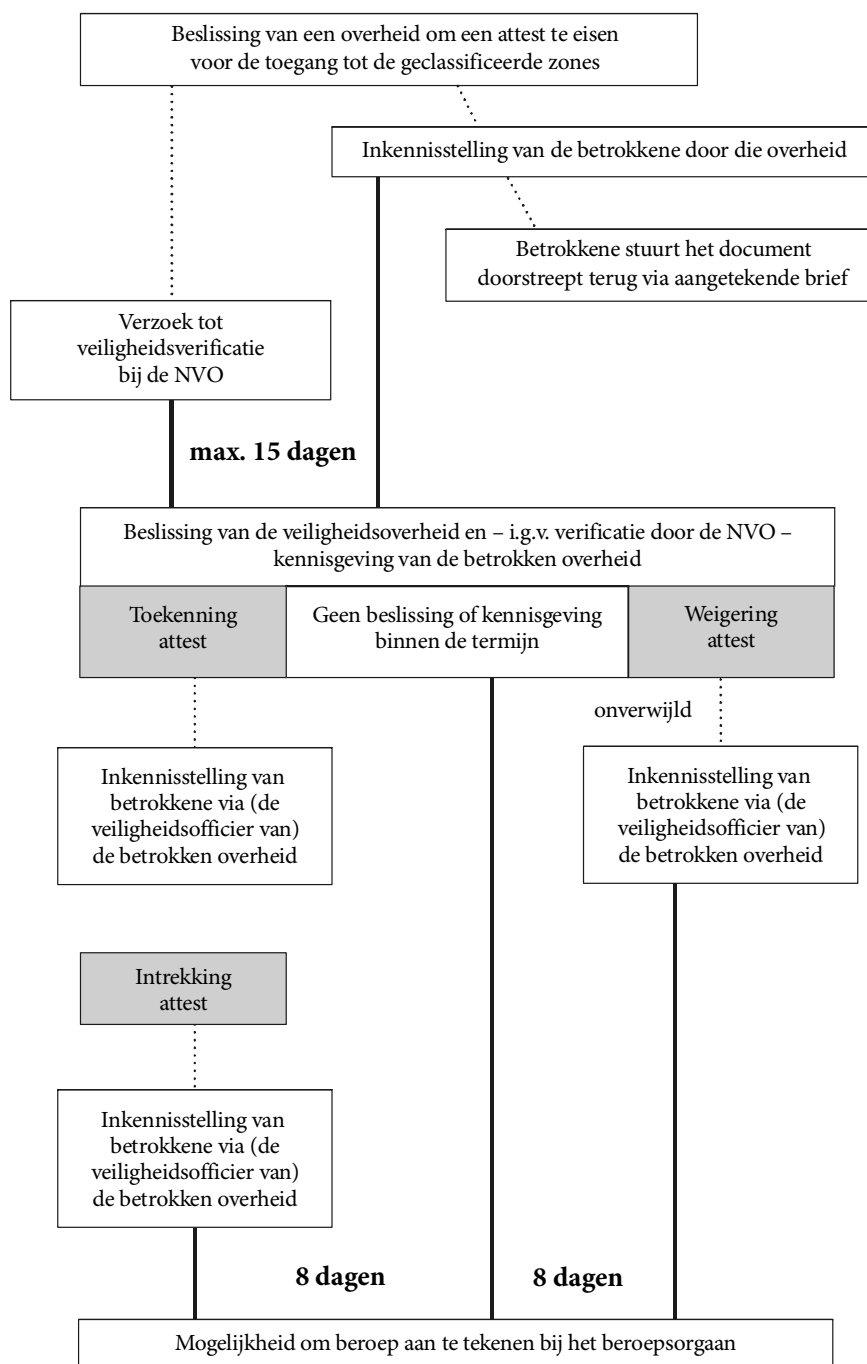 Beslissing van een overheid om een attest te eisen
voor de toegang tot de geclassificeerde zones
Inkennisstelling van de betrokkene door die overheid
Betrokkene stuurt het document
doorstreept terug via aangetekende brief
Verzoek tot
veiligheidsverificatie
bij de NVO
max. 15 dagen
Beslissing van de veiligheidsoverheid en – i.g.v. verificatie door de NVO –
kennisgeving van de betrokken overheid
Toekenning
attest
Geen beslissing of kennisgeving
binnen de termijn
Weigering
attest
onverwijld
Inkennisstelling van
betrokkene via (de
veiligheidsofficier van)
de betrokken overheid
Inkennisstelling van
betrokkene via (de
veiligheidsofficier van)
de betrokken overheid
Intrekking
attest
Inkennisstelling van
betrokkene via (de
veiligheidsofficier van)
de betrokken overheid
8 dagen
8 dagen
Mogelijkheid om beroep aan te tekenen bij het beroepsorgaan